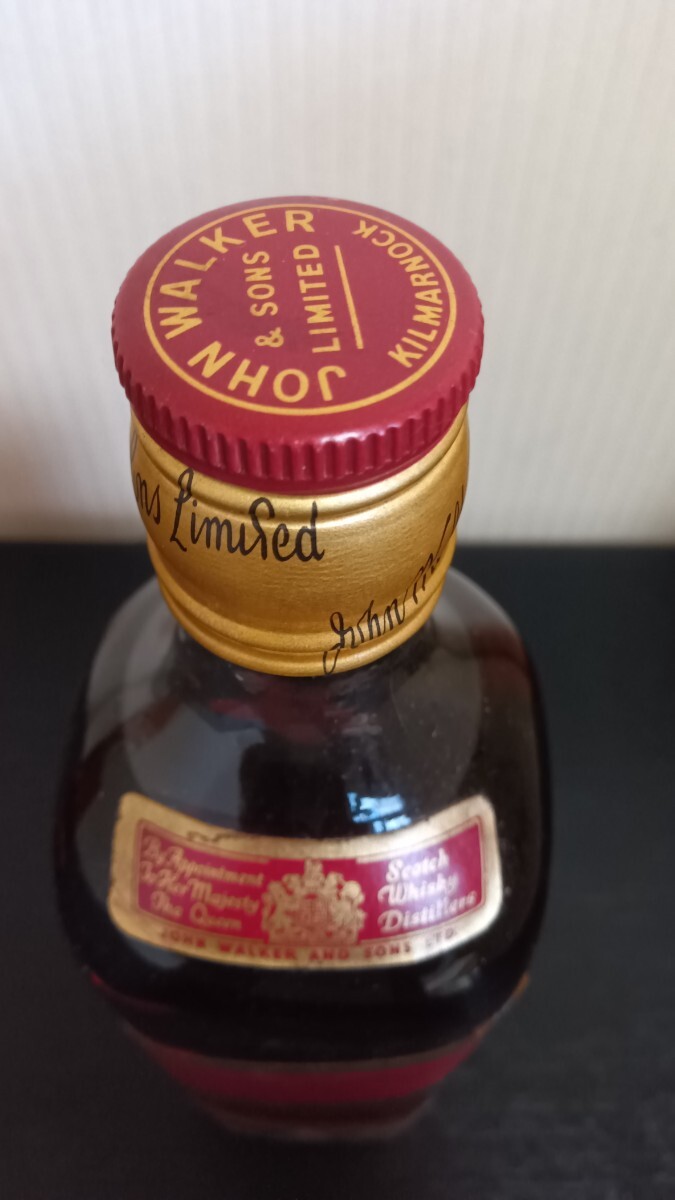 JOHN WALKER
& SONS
LIMITED
KILMARNOCK
Limited
John
By Appointment
To Her Majesty
The Queen
Scotch
Whisky
Distillers
JOHN WALKER AND SONS LTD.